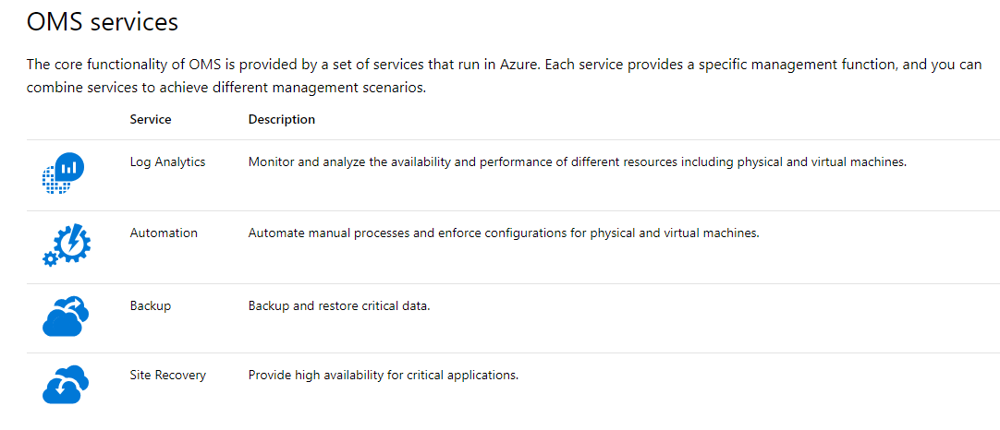 OMS services
The core functionality of OMS is provided by a set of services that run in Azure. Each service provides a specific management function, and you can
combine services to achieve different management scenarios.
Service Description
Log Analytics Monitor and analyze the availability and performance of different resources including physical and virtual machines.
Automation Automate manual processes and enforce configurations for physical and virtual machines.
Backup Backup and restore critical data.
Site Recovery Provide high availability for critical applications.